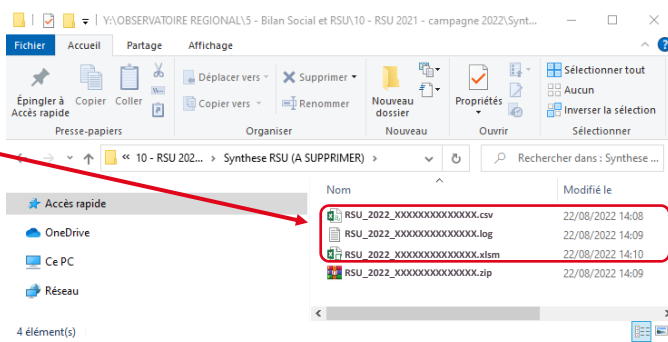 Y:\OBSERVATOIRE REGIONAL\5 - Bilan Social et RSU\10 - RSU 2021 - campagne 2022\Synt...
Fichier Accueil Partage Affichage
Épingler à Accès rapide
Copier
Coller
Presse-papiers
Déplacer vers
Copier vers
Supprimer
Renommer
Organiser
Nouveau dossier
Nouveau
Propriétés
Ouvrir
Sélectionner tout
Aucun
Inverser la sélection
Sélectionner
« 10 - RSU 202... > Synthese RSU (A SUPPRIMER) >
Rechercher dans : Synthese ...
Accès rapide
OneDrive
Ce PC
Réseau
Nom Modifié le
RSU_2022_XXXXXXXXXXXXXX.csv 22/08/2022 14:08
RSU_2022_XXXXXXXXXXXXXX.log 22/08/2022 14:09
RSU_2022_XXXXXXXXXXXXXX.xlsm 22/08/2022 14:10
RSU_2022_XXXXXXXXXXXXXX.zip 22/08/2022 14:09
4 élément(s)